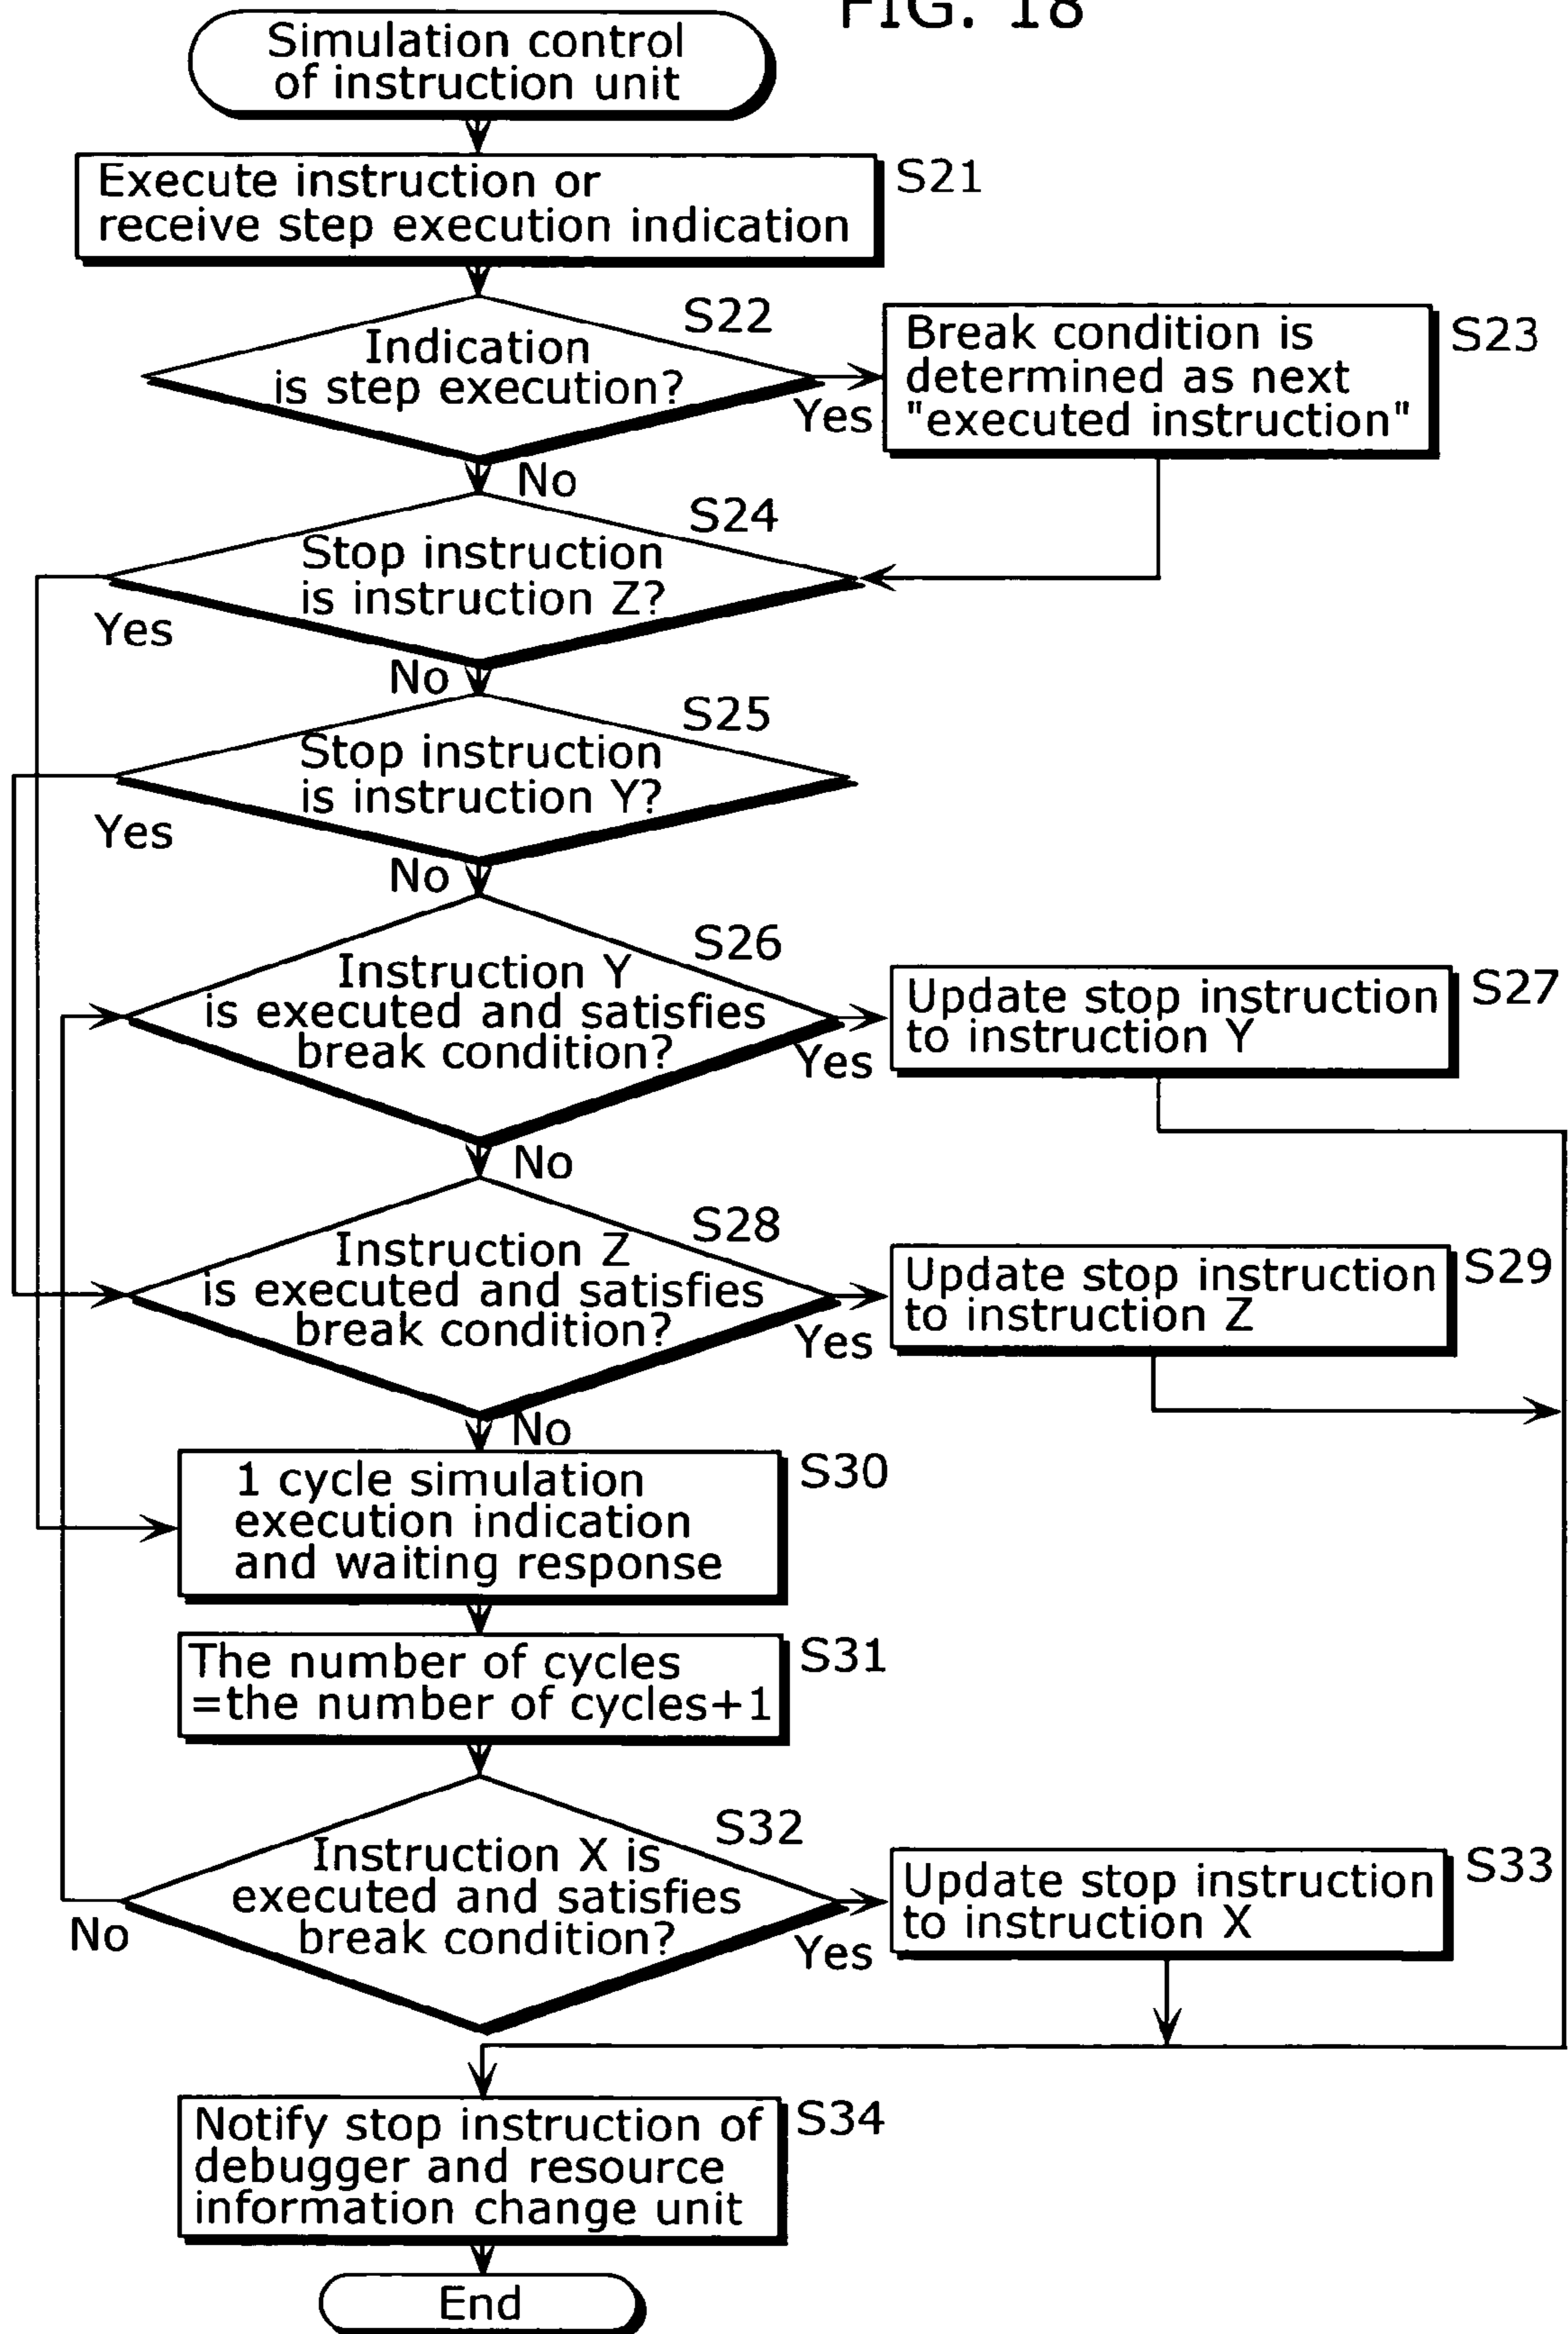 FIG. 18
Simulation control
of instruction unit
Execute instruction or
receive step execution indication
S21
S22
Indication
is step execution?
Yes
No
Break condition is
determined as next
"executed instruction"
S23
S24
Stop instruction
is instruction Z?
Yes
No
S25
Stop instruction
is instruction Y?
Yes
No
S26
Instruction Y
is executed and satisfies
break condition?
Yes
No
Update stop instruction
to instruction Y
S27
S28
Instruction Z
is executed and satisfies
break condition?
Yes
No
Update stop instruction
to instruction Z
S29
1 cycle simulation
execution indication
and waiting response
S30
The number of cycles
=the number of cycles+1
S31
S32
Instruction X is
executed and satisfies
break condition?
No
Yes
Update stop instruction
to instruction X
S33
Notify stop instruction of
debugger and resource
information change unit
S34
End